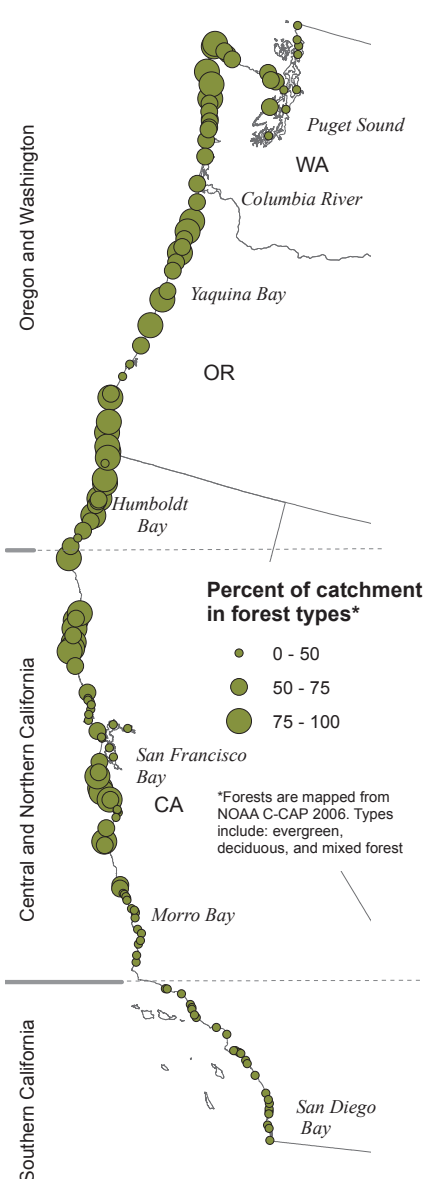 Oregon and Washington
Puget Sound
WA
Columbia River
Yaquina Bay
OR
Humboldt
Bay
Percent of catchment
in forest types*
0 - 50
50 - 75
75 - 100
Central and Northern California
San Francisco
Bay
CA
*Forests are mapped from
NOAA C-CAP 2006. Types
include: evergreen,
deciduous, and mixed forest
Morro Bay
Southern California
San Diego
Bay